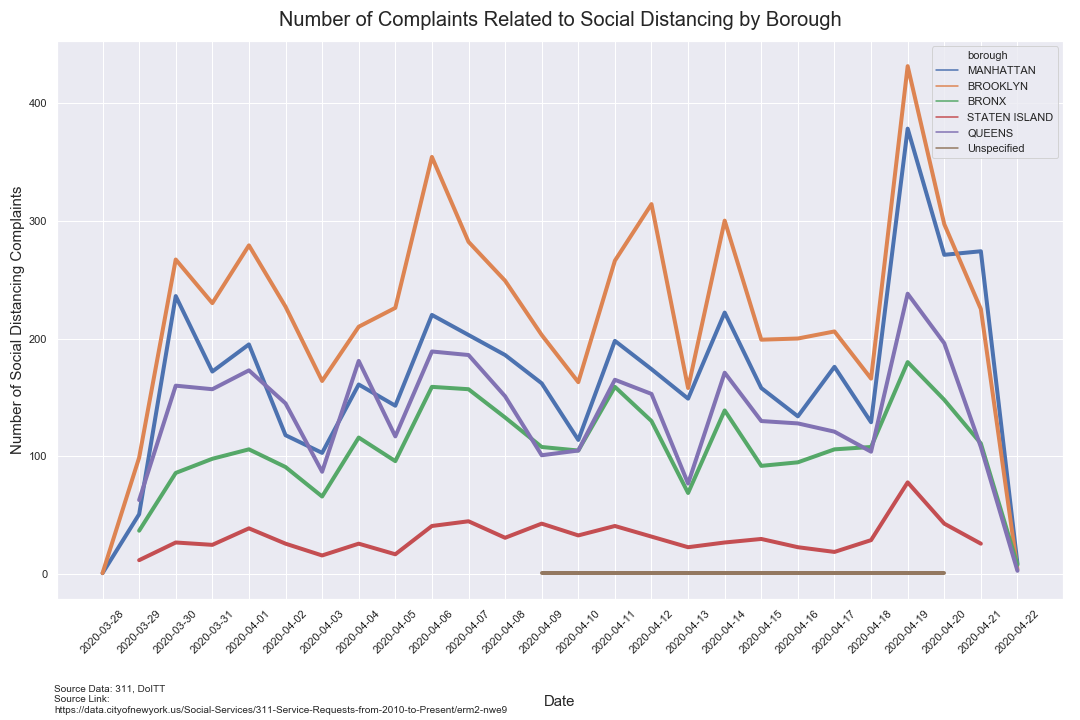 Number of Complaints Related to Social Distancing by Borough
Number of Social Distancing Complaints
400
300
200
100
0
borough
MANHATTAN
BROOKLYN
BRONX
STATEN ISLAND
QUEENS
Unspecified
2020-03-28
2020-03-29
2020-03-30
2020-03-31
2020-04-01
2020-04-02
2020-04-03
2020-04-04
2020-04-05
2020-04-06
2020-04-07
2020-04-08
2020-04-09
2020-04-10
2020-04-11
2020-04-12
2020-04-13
2020-04-14
2020-04-15
2020-04-16
2020-04-17
2020-04-18
2020-04-19
2020-04-20
2020-04-21
2020-04-22
Date
Source Data: 311, DoITT
Source Link:
https://data.cityofnewyork.us/Social-Services/311-Service-Requests-from-2010-to-Present/erm2-nwe9